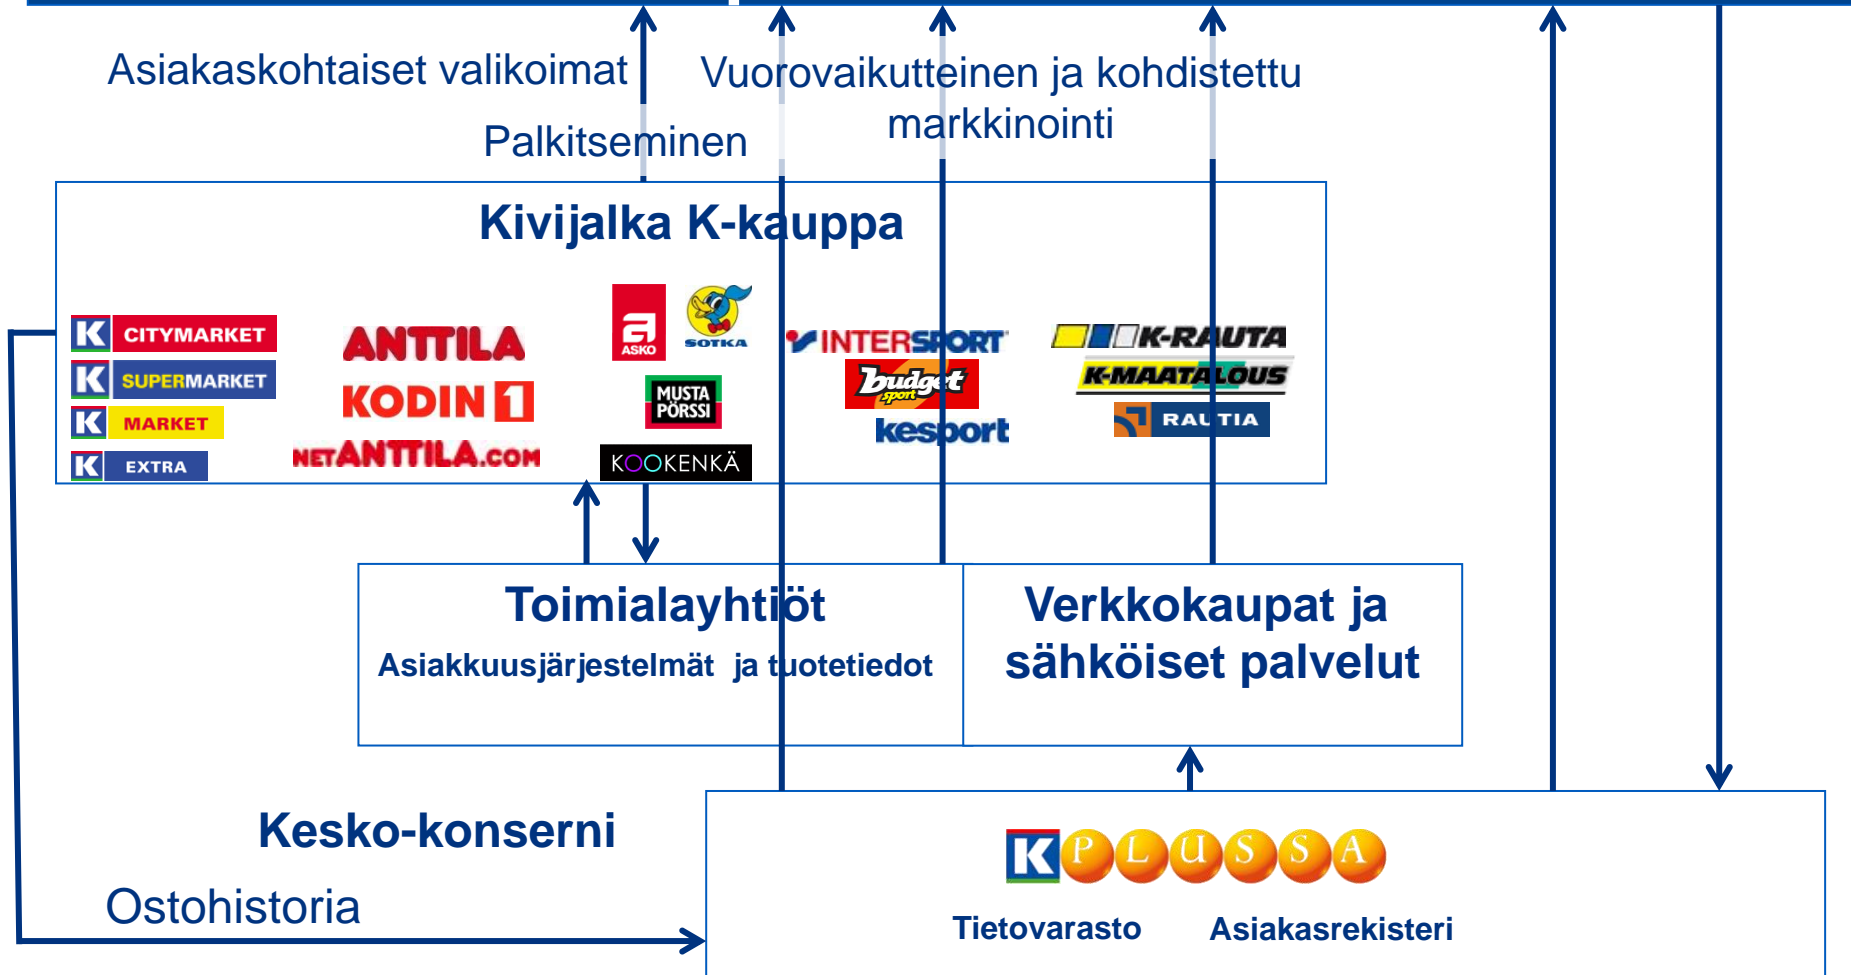 Asiakaskohtaiset valikoimat
Vuorovaikutteinen ja kohdistettu
markkinointi
Palkitseminen
Kivijalka K-kauppa
K CITYMARKET
K SUPERMARKET
K MARKET
K EXTRA
ANTTILA
KODIN 1
NETANTTILA.COM
a
ASKO
SOTKA
MUSTA
PÖRSSI
KOOKENKÄ
INTERSPORT
budget
sport
kesport
K-RAUTA
K-MAATALOUS
RAUTIA
Toimialayhtiöt
Asiakkuusjärjestelmät ja tuotetiedot
Verkkokaupat ja
sähköiset palvelut
Kesko-konserni
Ostohistoria
K PLUSSA
Tietovarasto
Asiakasrekisteri